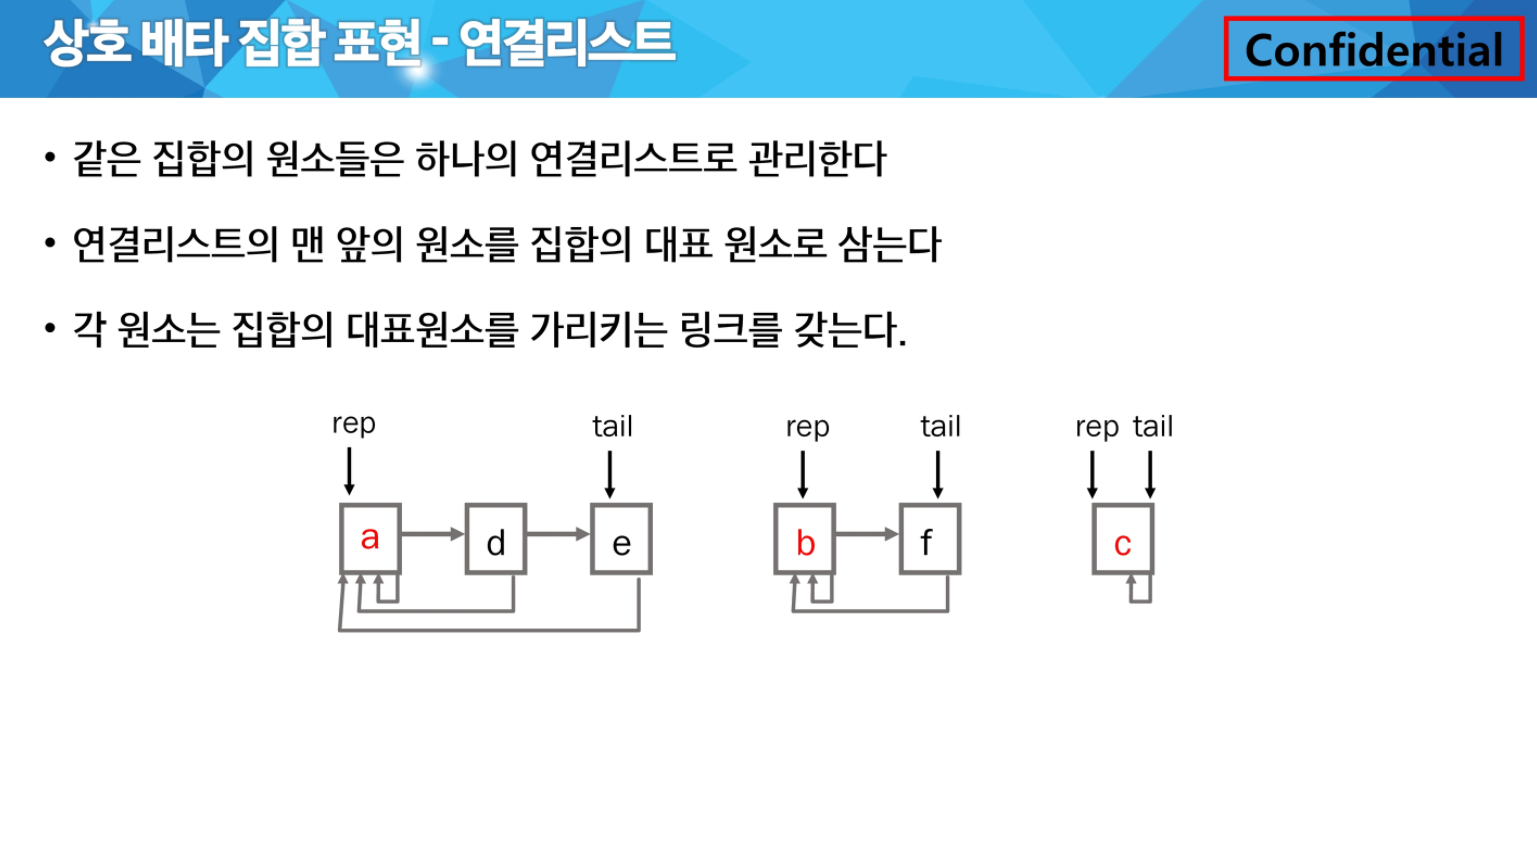 상호 배타 집합 표현 - 연결리스트
Confidential
• 같은 집합의 원소들은 하나의 연결리스트로 관리한다
• 연결리스트의 맨 앞의 원소를 집합의 대표 원소로 삼는다
• 각 원소는 집합의 대표원소를 가리키는 링크를 갖는다.
rep tail rep tail rep tail
a d e b f c